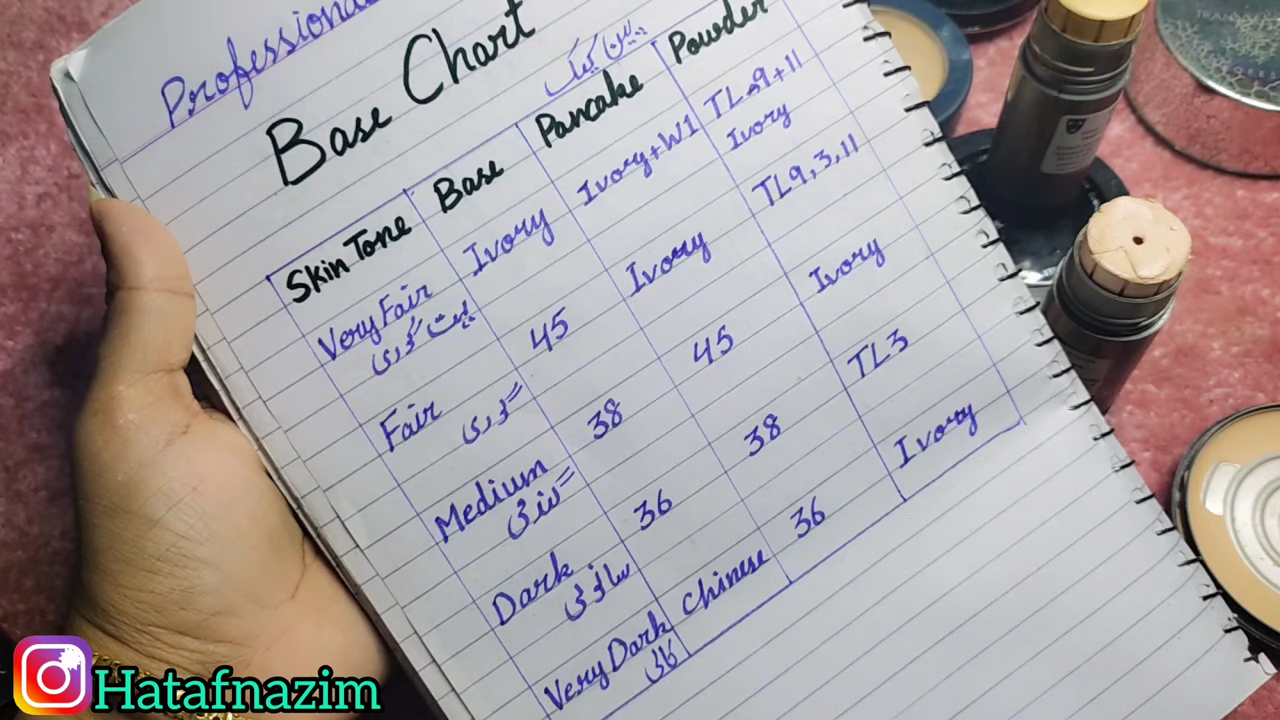 Professional
Base Chart
Skin Tone Base پین کیک Pancake Powder
Very Fair Ivory Ivory+W1 TL 9+11
بہت گوری Ivory
Fair 45 Ivory TL9,3,11
گوری
Medium 38 45 Ivory
گندمی
Dark 36 38 TL3
سانولی
Very Dark Chinese 36 Ivory
کالی
Hatafnazim